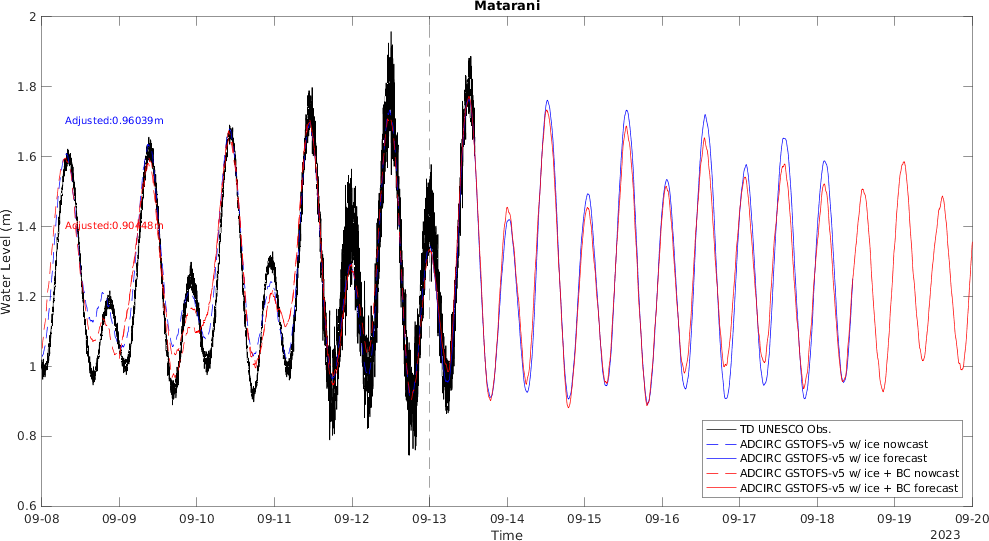 Matarani
2
1.8
1.6
1.4
1.2
1
0.8
0.6
Water Level (m)
Adjusted:0.96039m
Adjusted:0.90448m
TD UNESCO Obs.
ADCIRC GSTOFS-v5 w/ ice nowcast
ADCIRC GSTOFS-v5 w/ ice forecast
ADCIRC GSTOFS-v5 w/ ice + BC nowcast
ADCIRC GSTOFS-v5 w/ ice + BC forecast
09-08 09-09 09-10 09-11 09-12 09-13 09-14 09-15 09-16 09-17 09-18 09-19 09-20
Time
2023